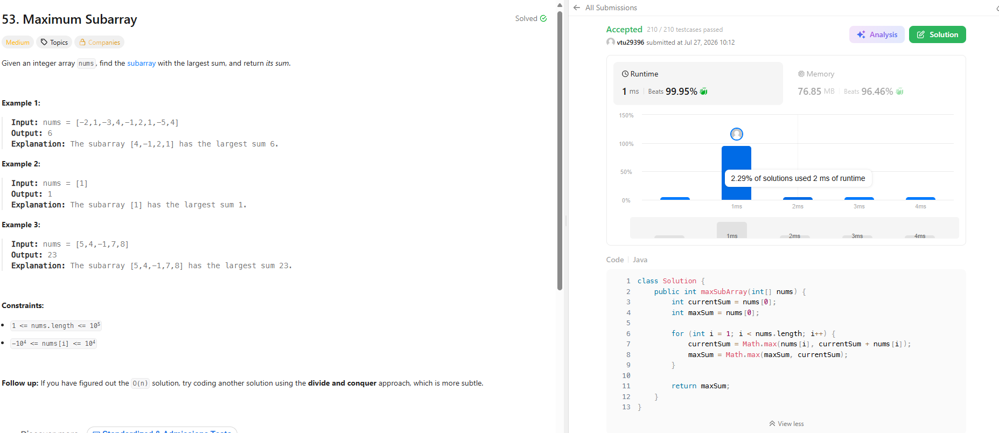 53. Maximum Subarray
Solved
Medium
Topics
Companies
Given an integer array nums, find the subarray with the largest sum, and return its sum.
Example 1:
Input: nums = [-2,1,-3,4,-1,2,1,-5,4]
Output: 6
Explanation: The subarray [4,-1,2,1] has the largest sum 6.
Example 2:
Input: nums = [1]
Output: 1
Explanation: The subarray [1] has the largest sum 1.
Example 3:
Input: nums = [5,4,-1,7,8]
Output: 23
Explanation: The subarray [5,4,-1,7,8] has the largest sum 23.
Constraints:
1 <= nums.length <= 10⁵
-10⁴ <= nums[i] <= 10⁴
Follow up: If you have figured out the O(n) solution, try coding another solution using the divide and conquer approach, which is more subtle.
Discover more
Standardized & Admissions Tests
All Submissions
Accepted 210 / 210 testcases passed
vtu29396 submitted at Jul 27, 2026 10:12
Analysis
Solution
Runtime
1 ms Beats 99.95%
Memory
76.85 MB Beats 96.46%
150%
100%
50%
0%
2.29% of solutions used 2 ms of runtime
1ms 2ms 3ms 4ms
1ms 2ms 3ms 4ms
Code Java
1 class Solution {
2 public int maxSubArray(int[] nums) {
3 int currentSum = nums[0];
4 int maxSum = nums[0];
5
6 for (int i = 1; i < nums.length; i++) {
7 currentSum = Math.max(nums[i], currentSum + nums[i]);
8 maxSum = Math.max(maxSum, currentSum);
9 }
10
11 return maxSum;
12 }
13 }
View less